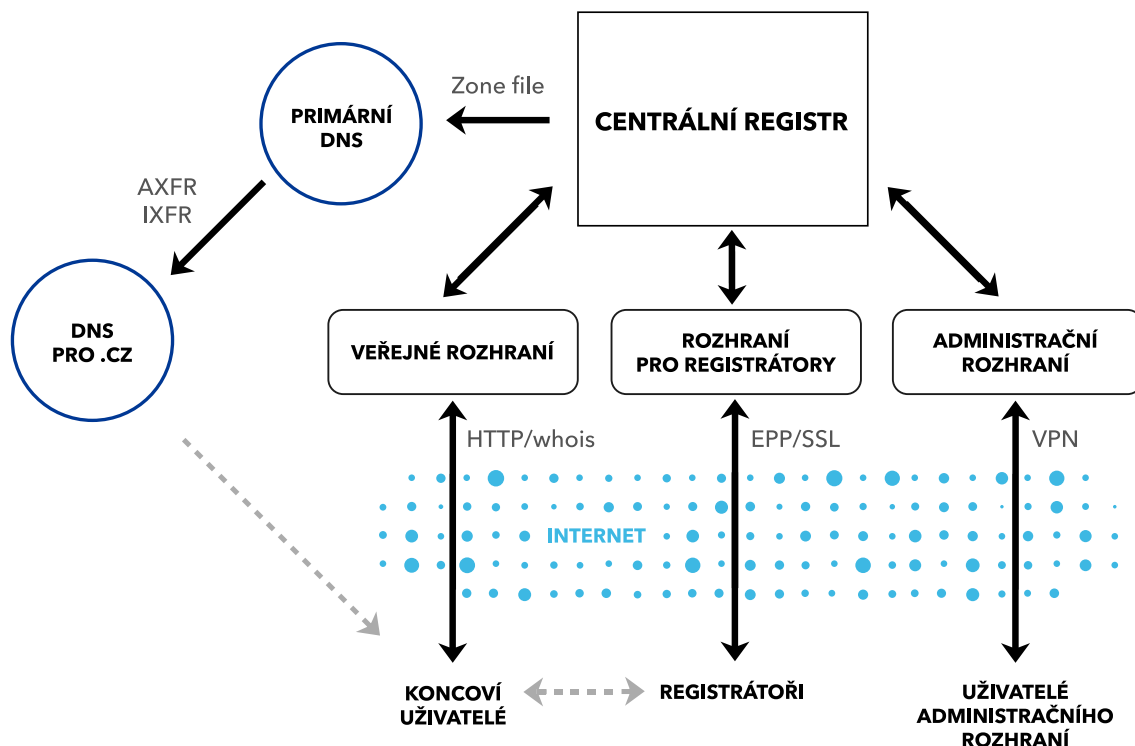 Zone file
CENTRÁLNÍ REGISTR
PRIMÁRNÍ
DNS
AXFR
IXFR
DNS
PRO .CZ
VEŘEJNÉ ROZHRANÍ
ROZHRANÍ
PRO REGISTRÁTORY
ADMINISTRAČNÍ
ROZHRANÍ
HTTP/whois
EPP/SSL
VPN
INTERNET
KONCOVÍ
UŽIVATELÉ
REGISTRÁTOŘI
UŽIVATELÉ
ADMINISTRAČNÍHO
ROZHRANÍ